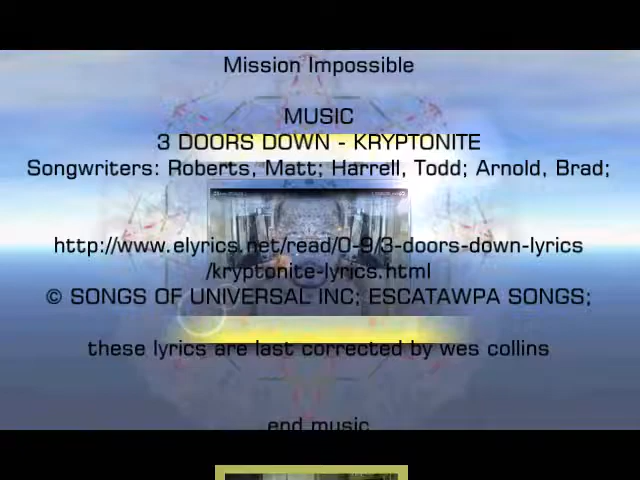 Mission Impossible
MUSIC
3 DOORS DOWN - KRYPTONITE
Songwriters: Roberts, Matt; Harrell, Todd; Arnold, Brad;
http://www.elyrics.net/read/0-9/3-doors-down-lyrics
/kryptonite-lyrics.html
© SONGS OF UNIVERSAL INC; ESCATAWPA SONGS;
these lyrics are last corrected by wes collins
end music